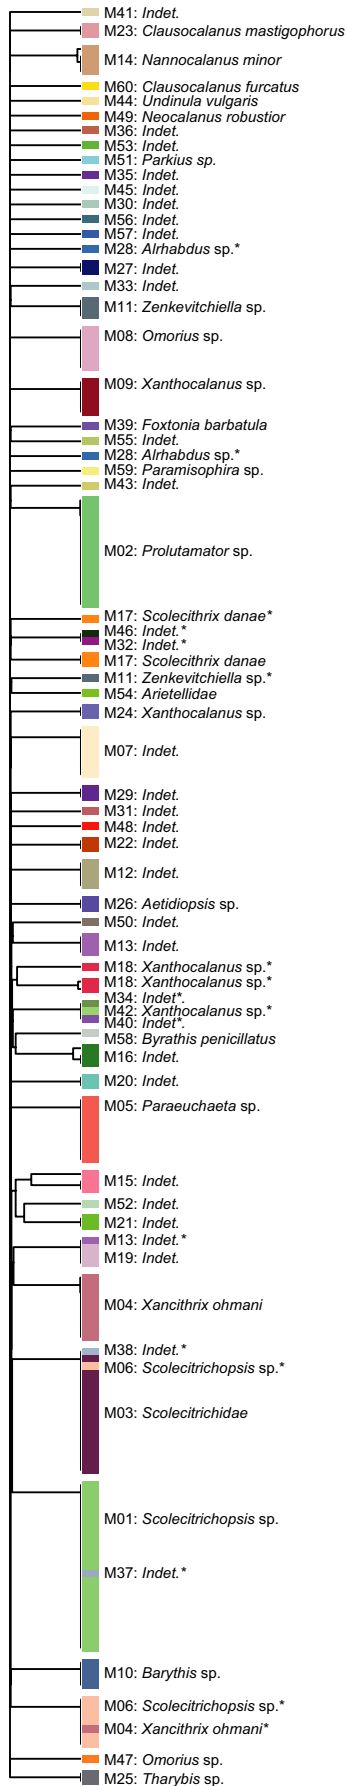 M41: Indet.
M23: Clausocalanus mastigophorus
M14: Nannocalanus minor
M60: Clausocalanus furcatus
M44: Undinula vulgaris
M49: Neocalanus robustior
M36: Indet.
M53: Indet.
M51: Parkius sp.
M35: Indet.
M45: Indet.
M30: Indet.
M56: Indet.
M57: Indet.
M28: Alrhabdus sp.*
M27: Indet.
M33: Indet.
M11: Zenkevitchiella sp.
M08: Omorius sp.
M09: Xanthocalanus sp.
M39: Foxtonia barbatula
M55: Indet.
M28: Alrhabdus sp.*
M59: Paramisophira sp.
M43: Indet.
M02: Prolutamator sp.
M17: Scolecithrix danae*
M46: Indet.*
M32: Indet.*
M17: Scolecithrix danae
M11: Zenkevitchiella sp.*
M54: Arietellidae
M24: Xanthocalanus sp.
M07: Indet.
M29: Indet.
M31: Indet.
M48: Indet.
M22: Indet.
M12: Indet.
M26: Aetidiopsis sp.
M50: Indet.
M13: Indet.
M18: Xanthocalanus sp.*
M18: Xanthocalanus sp.*
M34: Indet*.
M42: Xanthocalanus sp.*
M40: Indet*.
M58: Byrathis penicillatus
M16: Indet.
M20: Indet.
M05: Paraeuchaeta sp.
M15: Indet.
M52: Indet.
M21: Indet.
M13: Indet.*
M19: Indet.
M04: Xancithrix ohmani
M38: Indet.*
M06: Scolecitrichopsis sp.*
M03: Scolecitrichidae
M01: Scolecitrichopsis sp.
M37: Indet.*
M10: Barythis sp.
M06: Scolecitrichopsis sp.*
M04: Xancithrix ohmani*
M47: Omorius sp.
M25: Tharybis sp.